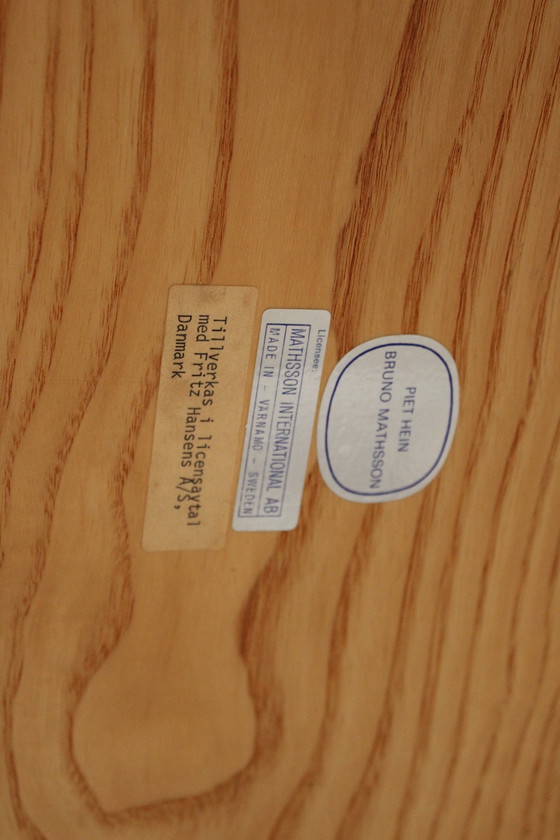 PIET HEIN
BRUNO MATHSSON
Licensee:
MATHSSON INTERNATIONAL AB
MADE IN - VÄRNAMO - SWEDEN
Tillverkas i licensavtal
med Fritz Hansens A/S,
Danmark